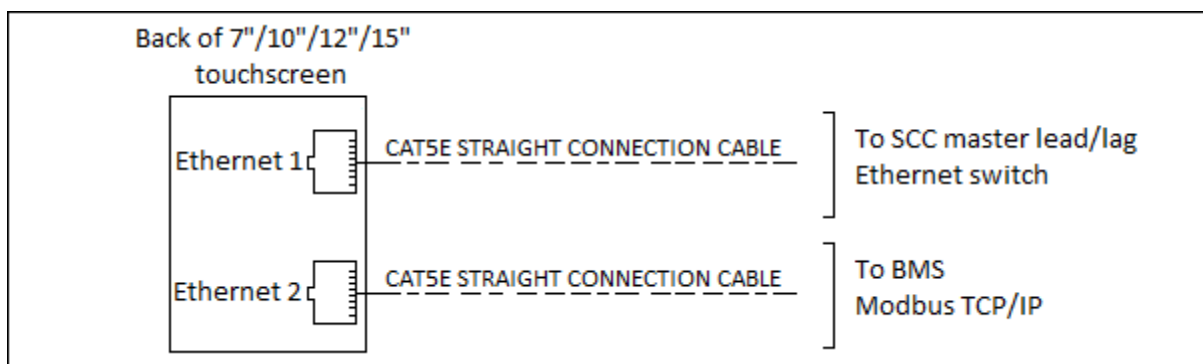 Back of 7"/10"/12"/15"
touchscreen
Ethernet 1
CAT5E STRAIGHT CONNECTION CABLE
To SCC master lead/lag
Ethernet switch
Ethernet 2
CAT5E STRAIGHT CONNECTION CABLE
To BMS
Modbus TCP/IP